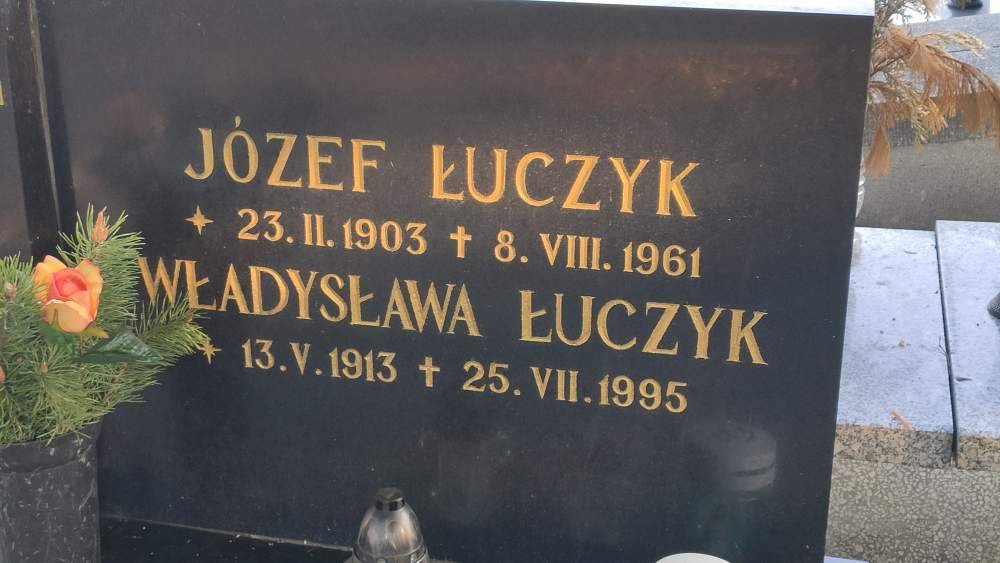 JÓZEF ŁUCZYK
✦ 23. II. 1903 ✝ 8. VIII. 1961
WŁADYSŁAWA ŁUCZYK
✦ 13. V. 1913 ✝ 25. VII. 1995